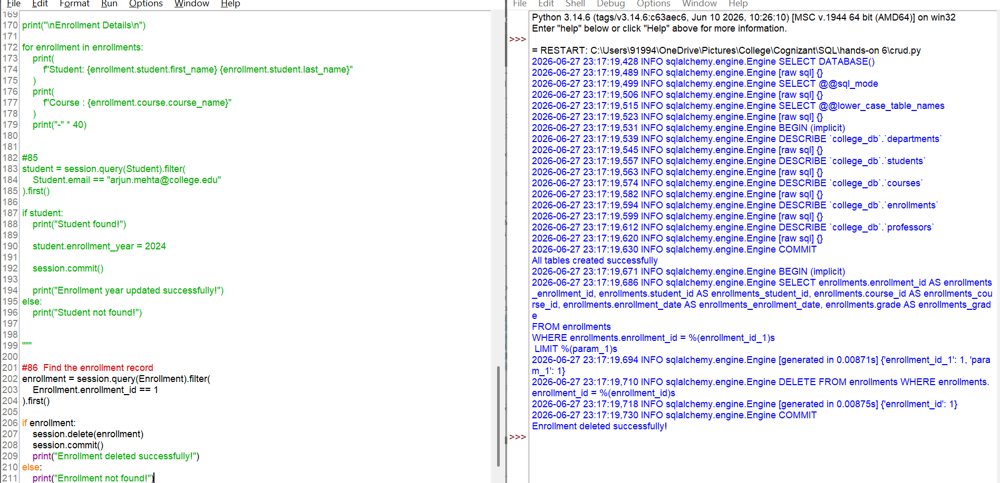 File Edit Format Run Options Window Help
169
170 print("\nEnrollment Details\n")
171
172 for enrollment in enrollments:
173 print(
174 f"Student: {enrollment.student.first_name} {enrollment.student.last_name}"
175 )
176 print(
177 f"Course : {enrollment.course.course_name}"
178 )
179 print("-" * 40)
180
181
182 #85
183 student = session.query(Student).filter(
184 Student.email == "arjun.mehta@college.edu"
185 ).first()
186
187 if student:
188 print("Student found!")
189
190 student.enrollment_year = 2024
191
192 session.commit()
193
194 print("Enrollment year updated successfully!")
195 else:
196 print("Student not found!")
197
198
199 """
200
201 #86  Find the enrollment record
202 enrollment = session.query(Enrollment).filter(
203 Enrollment.enrollment_id == 1
204 ).first()
205
206 if enrollment:
207 session.delete(enrollment)
208 session.commit()
209 print("Enrollment deleted successfully!")
210 else:
211 print("Enrollment not found!")
File Edit Shell Debug Options Window Help
Python 3.14.6 (tags/v3.14.6:c63aec6, Jun 10 2026, 10:26:10) [MSC v.1944 64 bit (AMD64)] on win32
Enter "help" below or click "Help" above for more information.
>>>
= RESTART: C:\Users\91994\OneDrive\Pictures\College\Cognizant\SQL\hands-on 6\crud.py
2026-06-27 23:17:19,428 INFO sqlalchemy.engine.Engine SELECT DATABASE()
2026-06-27 23:17:19,489 INFO sqlalchemy.engine.Engine [raw sql] {}
2026-06-27 23:17:19,499 INFO sqlalchemy.engine.Engine SELECT @@sql_mode
2026-06-27 23:17:19,506 INFO sqlalchemy.engine.Engine [raw sql] {}
2026-06-27 23:17:19,515 INFO sqlalchemy.engine.Engine SELECT @@lower_case_table_names
2026-06-27 23:17:19,523 INFO sqlalchemy.engine.Engine [raw sql] {}
2026-06-27 23:17:19,531 INFO sqlalchemy.engine.Engine BEGIN (implicit)
2026-06-27 23:17:19,539 INFO sqlalchemy.engine.Engine DESCRIBE `college_db`.`departments`
2026-06-27 23:17:19,545 INFO sqlalchemy.engine.Engine [raw sql] {}
2026-06-27 23:17:19,557 INFO sqlalchemy.engine.Engine DESCRIBE `college_db`.`students`
2026-06-27 23:17:19,563 INFO sqlalchemy.engine.Engine [raw sql] {}
2026-06-27 23:17:19,574 INFO sqlalchemy.engine.Engine DESCRIBE `college_db`.`courses`
2026-06-27 23:17:19,582 INFO sqlalchemy.engine.Engine [raw sql] {}
2026-06-27 23:17:19,594 INFO sqlalchemy.engine.Engine DESCRIBE `college_db`.`enrollments`
2026-06-27 23:17:19,599 INFO sqlalchemy.engine.Engine [raw sql] {}
2026-06-27 23:17:19,612 INFO sqlalchemy.engine.Engine DESCRIBE `college_db`.`professors`
2026-06-27 23:17:19,620 INFO sqlalchemy.engine.Engine [raw sql] {}
2026-06-27 23:17:19,630 INFO sqlalchemy.engine.Engine COMMIT
All tables created successfully
2026-06-27 23:17:19,671 INFO sqlalchemy.engine.Engine BEGIN (implicit)
2026-06-27 23:17:19,686 INFO sqlalchemy.engine.Engine SELECT enrollments.enrollment_id AS enrollments
_enrollment_id, enrollments.student_id AS enrollments_student_id, enrollments.course_id AS enrollments_cou
rse_id, enrollments.enrollment_date AS enrollments_enrollment_date, enrollments.grade AS enrollments_grad
e
FROM enrollments
WHERE enrollments.enrollment_id = %(enrollment_id_1)s
LIMIT %(param_1)s
2026-06-27 23:17:19,694 INFO sqlalchemy.engine.Engine [generated in 0.00871s] {'enrollment_id_1': 1, 'para
m_1': 1}
2026-06-27 23:17:19,710 INFO sqlalchemy.engine.Engine DELETE FROM enrollments WHERE enrollments.
enrollment_id = %(enrollment_id)s
2026-06-27 23:17:19,718 INFO sqlalchemy.engine.Engine [generated in 0.00875s] {'enrollment_id': 1}
2026-06-27 23:17:19,730 INFO sqlalchemy.engine.Engine COMMIT
Enrollment deleted successfully!
>>>